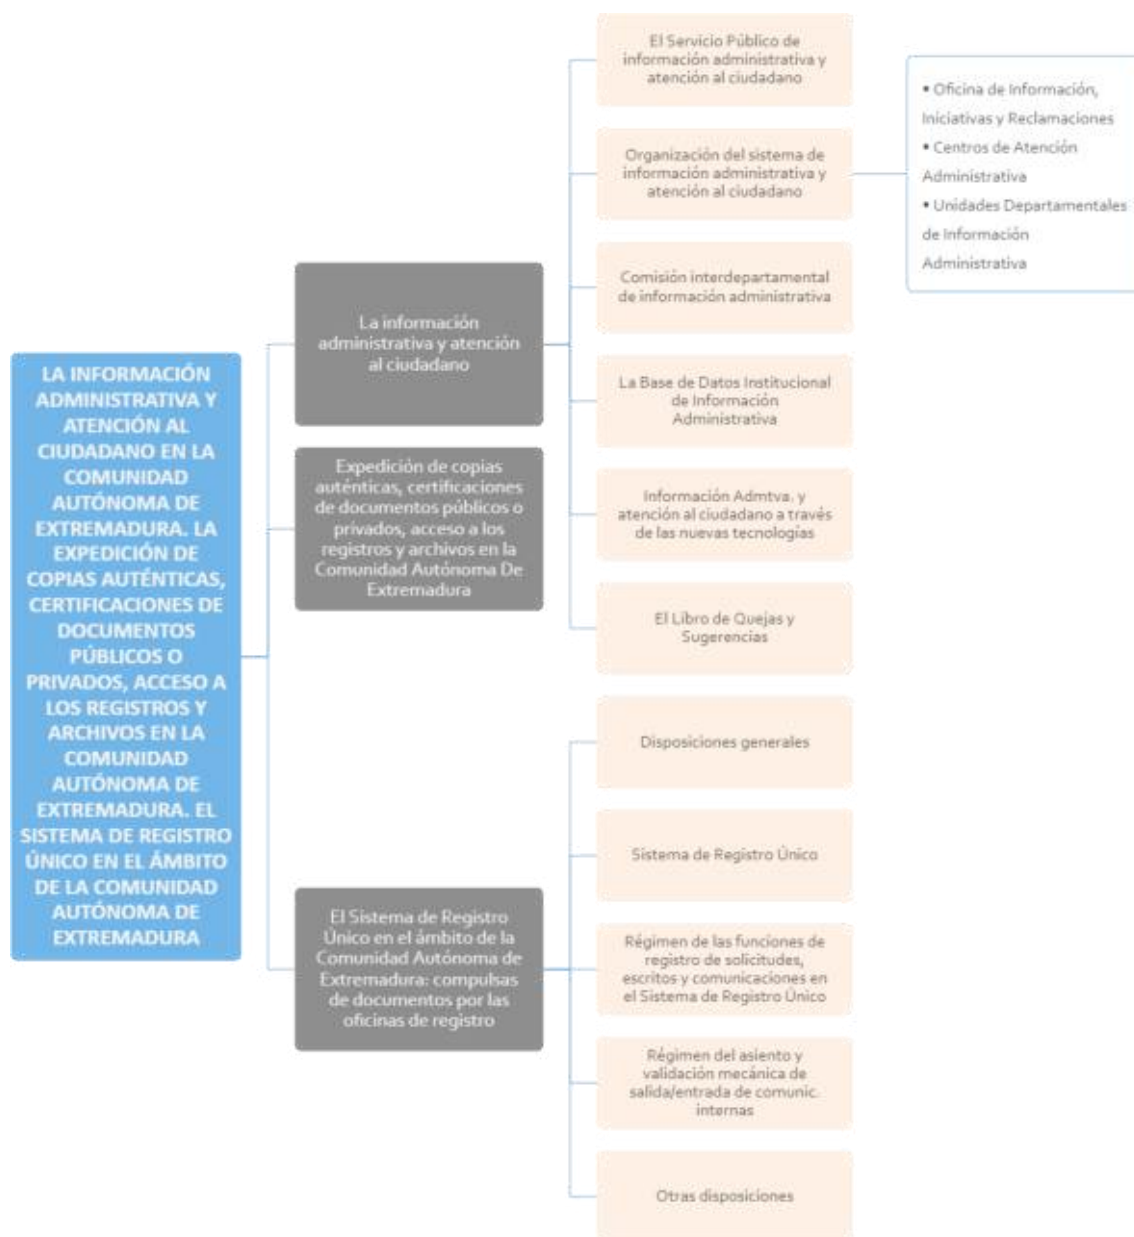 LA INFORMACIÓN
ADMINISTRATIVA Y
ATENCIÓN AL
CIUDADANO EN LA
COMUNIDAD
AUTÓNOMA DE
EXTREMADURA. LA
EXPEDICIÓN DE
COPIAS AUTÉNTICAS,
CERTIFICACIONES DE
DOCUMENTOS
PÚBLICOS O
PRIVADOS, ACCESO A
LOS REGISTROS Y
ARCHIVOS EN LA
COMUNIDAD
AUTÓNOMA DE
EXTREMADURA. EL
SISTEMA DE REGISTRO
ÚNICO EN EL ÁMBITO
DE LA COMUNIDAD
AUTÓNOMA DE
EXTREMADURA
La información
administrativa y atención
al ciudadano
El Servicio Público de
información administrativa y
atención al ciudadano
Organización del sistema de
información administrativa y
atención al ciudadano
• Oficina de Información,
Iniciativas y Reclamaciones
• Centros de Atención
Administrativa
• Unidades Departamentales
de Información
Administrativa
Comisión interdepartamental
de información administrativa
La Base de Datos Institucional
de Información
Administrativa
Información Admtva. y
atención al ciudadano a través
de las nuevas tecnologías
El Libro de Quejas y
Sugerencias
Expedición de copias
auténticas, certificaciones
de documentos públicos o
privados, acceso a los
registros y archivos en la
Comunidad Autónoma De
Extremadura
El Sistema de Registro
Único en el ámbito de la
Comunidad Autónoma de
Extremadura: compulsas
de documentos por las
oficinas de registro
Disposiciones generales
Sistema de Registro Único
Régimen de las funciones de
registro de solicitudes,
escritos y comunicaciones en
el Sistema de Registro Único
Régimen del asiento y
validación mecánica de
salida/entrada de comunic.
internas
Otras disposiciones